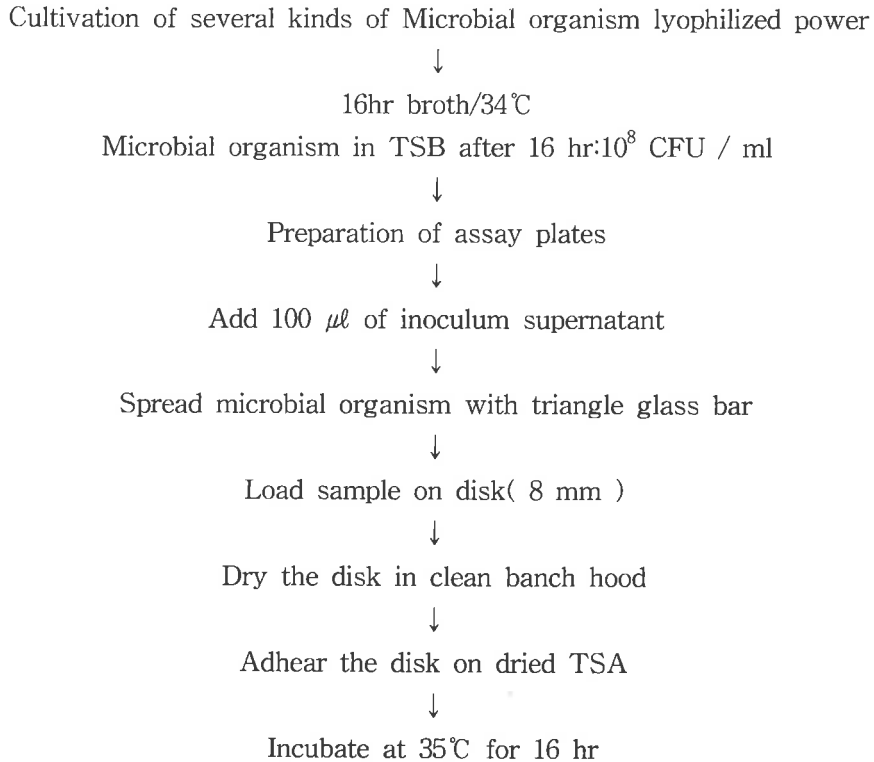 Cultivation of several kinds of Microbial organism lyophilized power
↓
16hr broth/34℃
Microbial organism in TSB after 16 hr:10⁸ CFU / ml
↓
Preparation of assay plates
↓
Add 100 ㎕ of inoculum supernatant
↓
Spread microbial organism with triangle glass bar
↓
Load sample on disk( 8 mm )
↓
Dry the disk in clean banch hood
↓
Adhear the disk on dried TSA
↓
Incubate at 35℃ for 16 hr